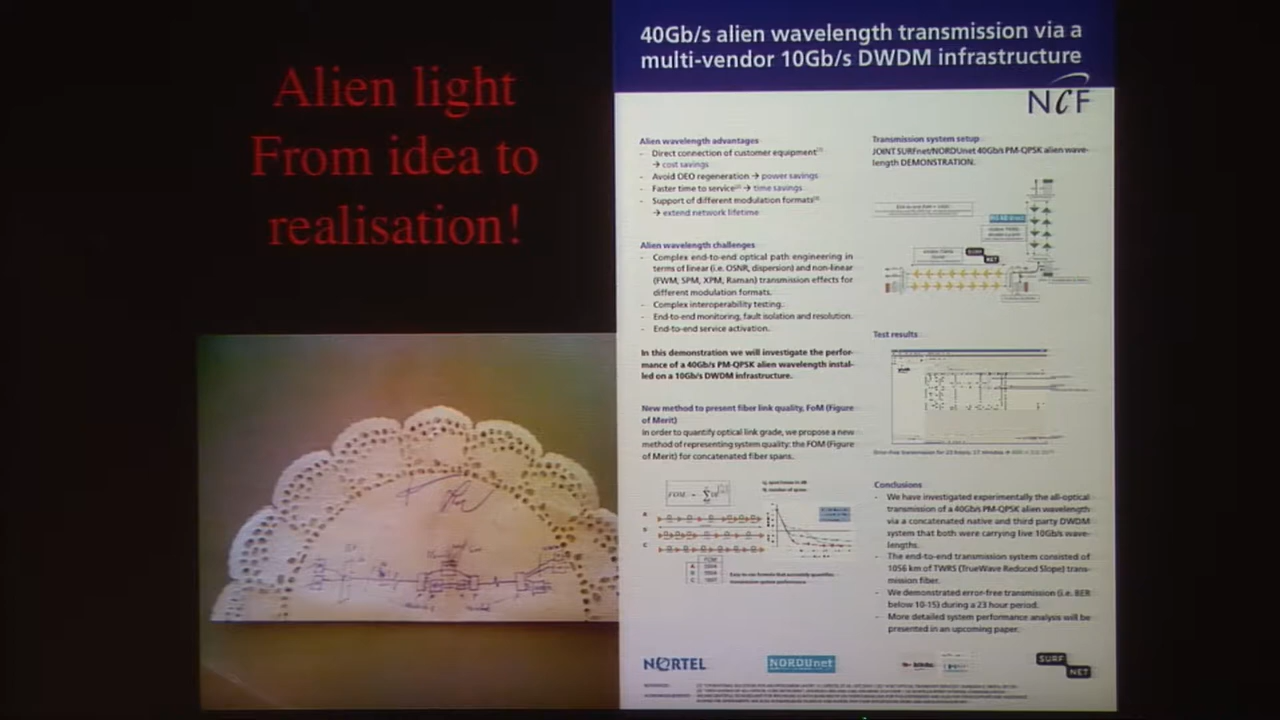 Alien light
From idea to
realisation!
40Gb/s alien wavelength transmission via a
multi-vendor 10Gb/s DWDM infrastructure
NCF
Alien wavelength advantages
- Direct connection of customer equipment
→ cost savings
- Avoid OEO regeneration → power savings
- Faster time to service → time savings
- Support of different modulation formats
→ extend network lifetime
Alien wavelength challenges
- Complex end-to-end optical path engineering in
terms of linear (i.e. OSNR, dispersion) and non-linear
(FWM, SPM, XPM, Raman) transmission effects for
different modulation formats.
- Complex interoperability testing.
- End-to-end monitoring, fault isolation and resolution.
- End-to-end service activation.
In this demonstration we will investigate the perfor-
mance of a 40Gb/s PM-QPSK alien wavelength instal-
led on a 10Gb/s DWDM infrastructure.
New method to present fiber link quality, FoM (Figure
of Merit)
In order to quantify optical link grade, we propose a new
method of representing system quality: the FOM (Figure
of Merit) for concatenated fiber spans.
Transmission system setup
JOINT SURFnet/NORDUnet 40Gb/s PM-QPSK alien wave-
length DEMONSTRATION.
SURF
NET
Test results
Conclusions
- We have investigated experimentally the all-optical
transmission of a 40Gb/s PM-QPSK alien wavelength
via a concatenated native and third party DWDM
system that both were carrying live 10Gb/s wave-
lengths.
- The end-to-end transmission system consisted of
1056 km of TWRS (TrueWave Reduced Slope) trans-
mission fiber.
- We demonstrated error-free transmission (i.e. BER
below 10-15) during a 23 hour period.
- More detailed system performance analysis will be
presented in an upcoming paper.
NORTEL
NORDUnet
SURF
NET